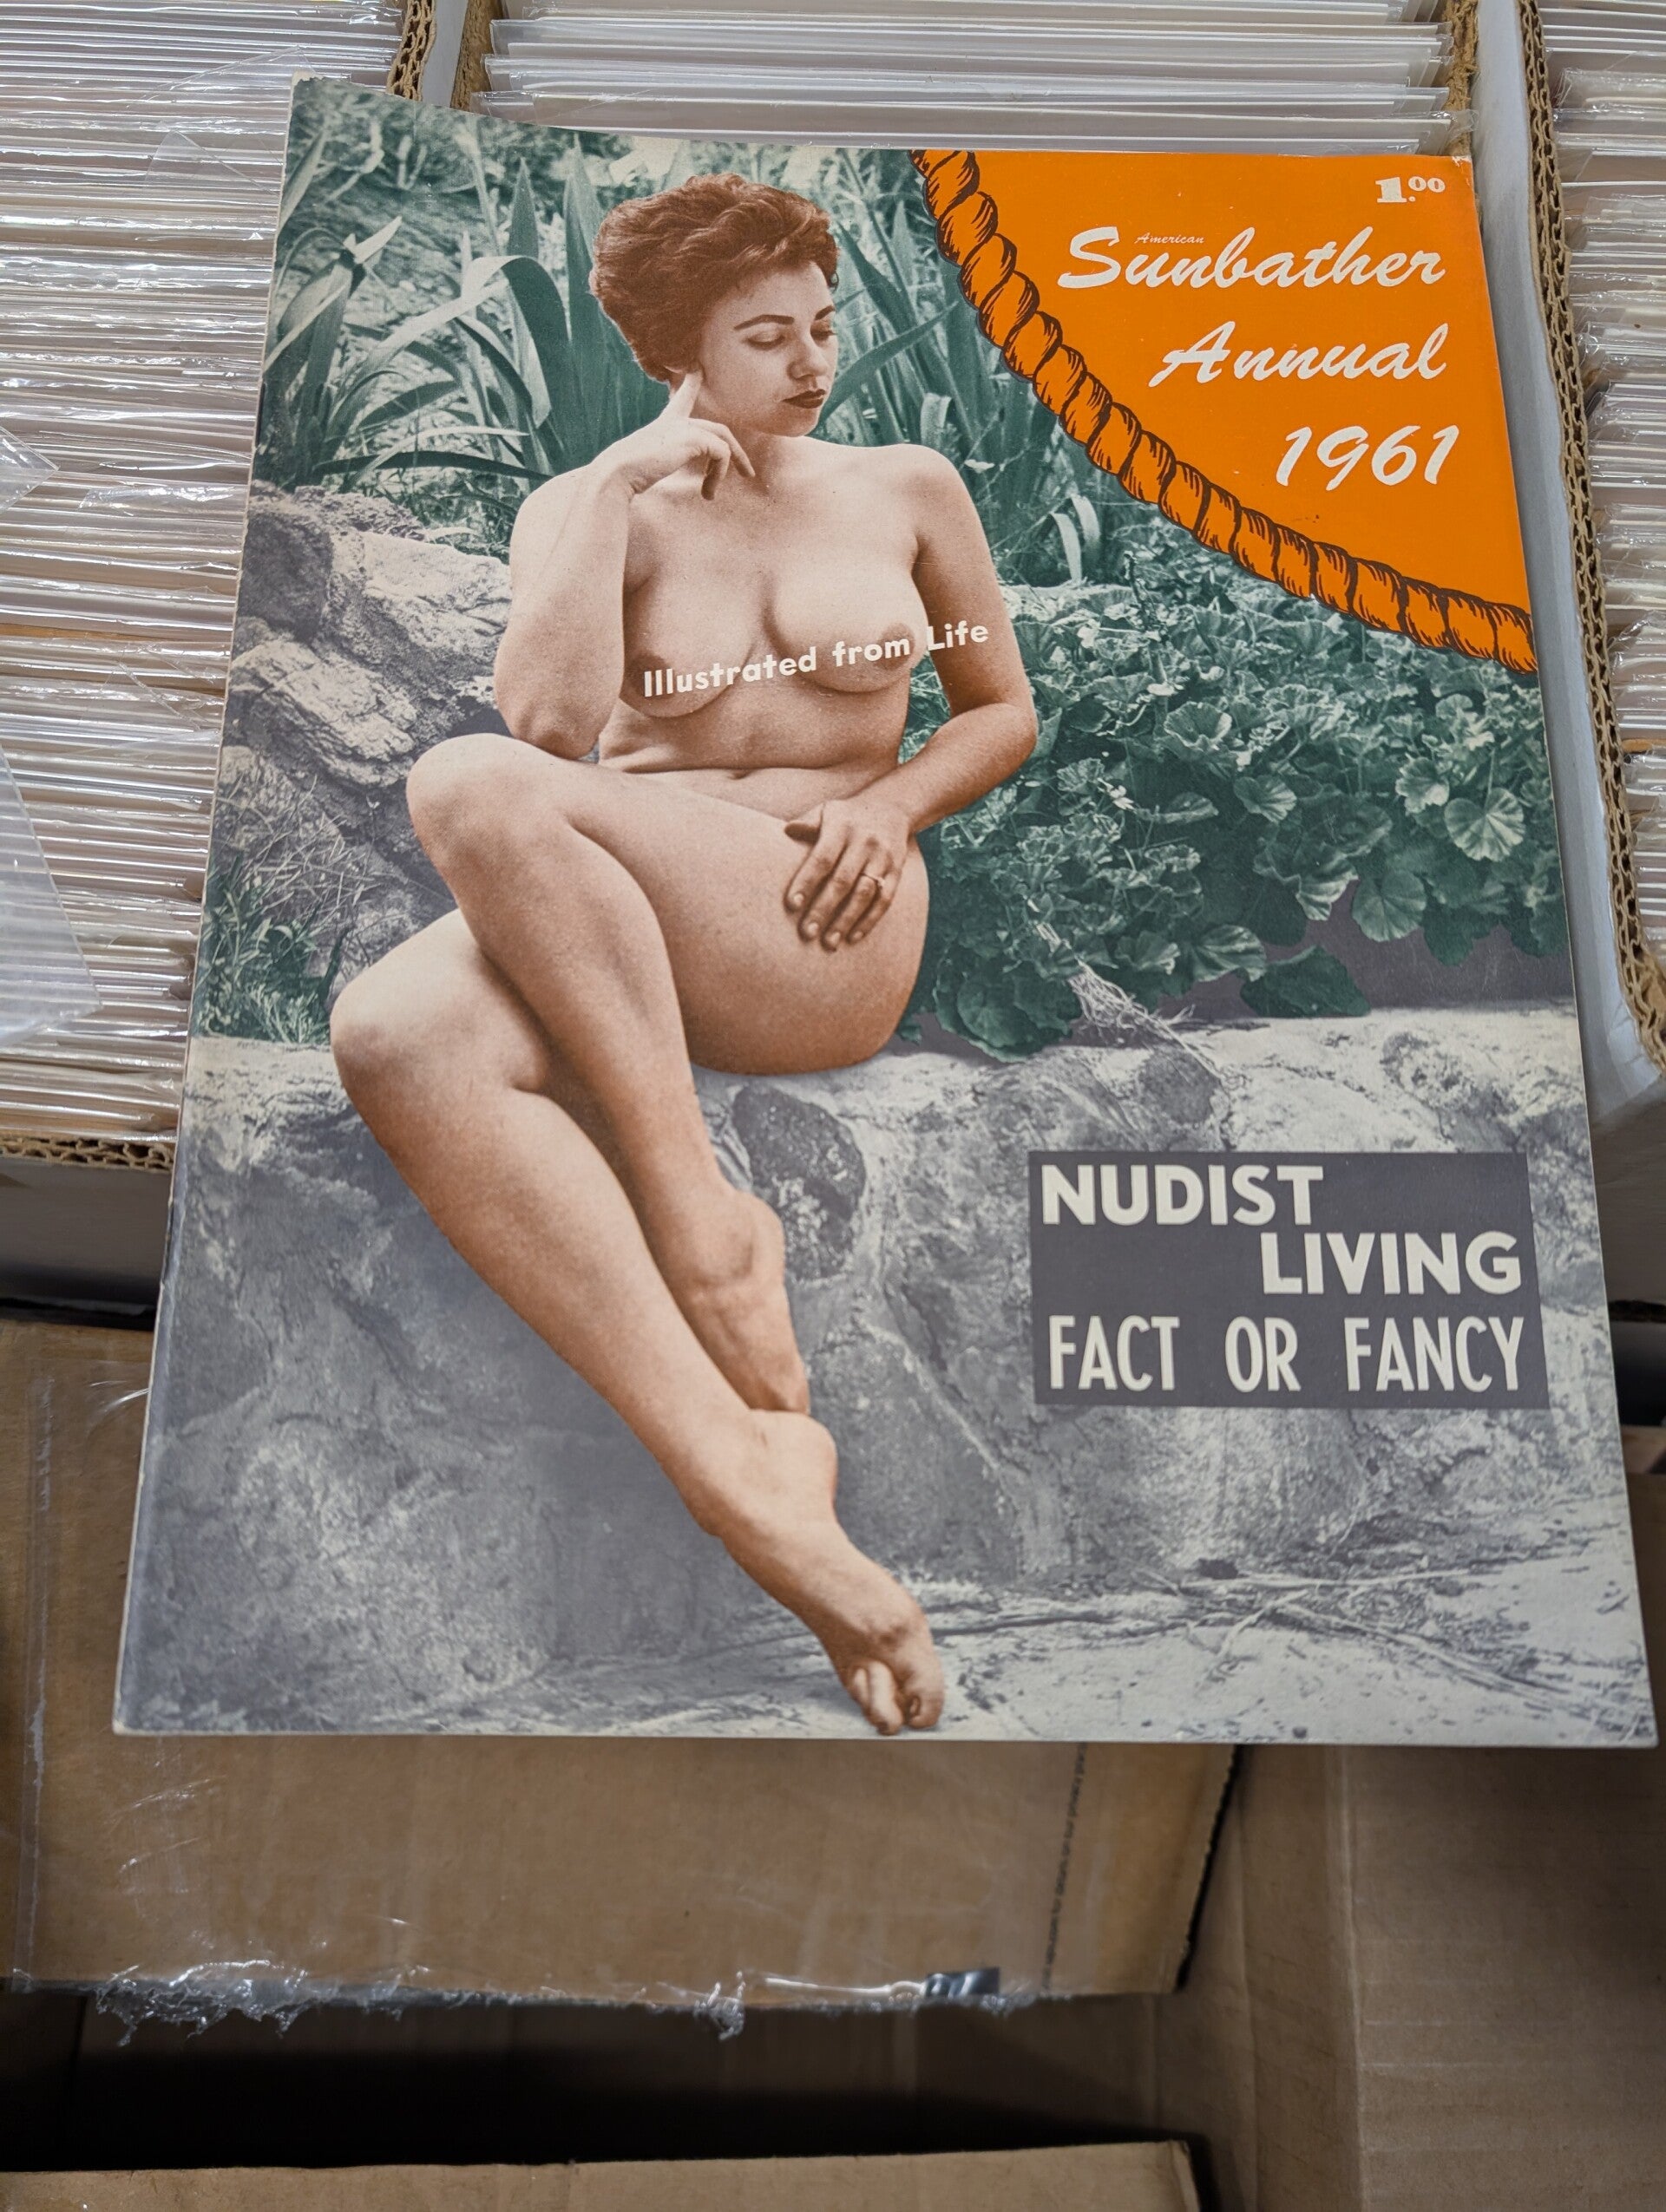 1.00
American
Sunbather
Annual
1961
Illustrated from Life
NUDIST
LIVING
FACT OR FANCY